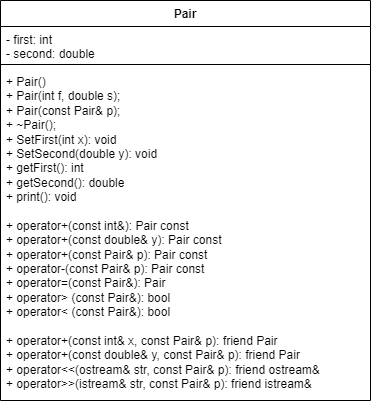 Pair
- first: int
- second: double
+ Pair()
+ Pair(int f, double s);
+ Pair(const Pair& p);
+ ~Pair();
+ SetFirst(int x): void
+ SetSecond(double y): void
+ getFirst(): int
+ getSecond(): double
+ print(): void
+ operator+(const int&): Pair const
+ operator+(const double& y): Pair const
+ operator+(const Pair& p): Pair const
+ operator-(const Pair& p): Pair const
+ operator=(const Pair&): Pair
+ operator> (const Pair&): bool
+ operator< (const Pair&): bool
+ operator+(const int& x, const Pair& p): friend Pair
+ operator+(const double& y, const Pair& p): friend Pair
+ operator<<(ostream& str, const Pair& p): friend ostream&
+ operator>>(istream& str, const Pair& p): friend istream&